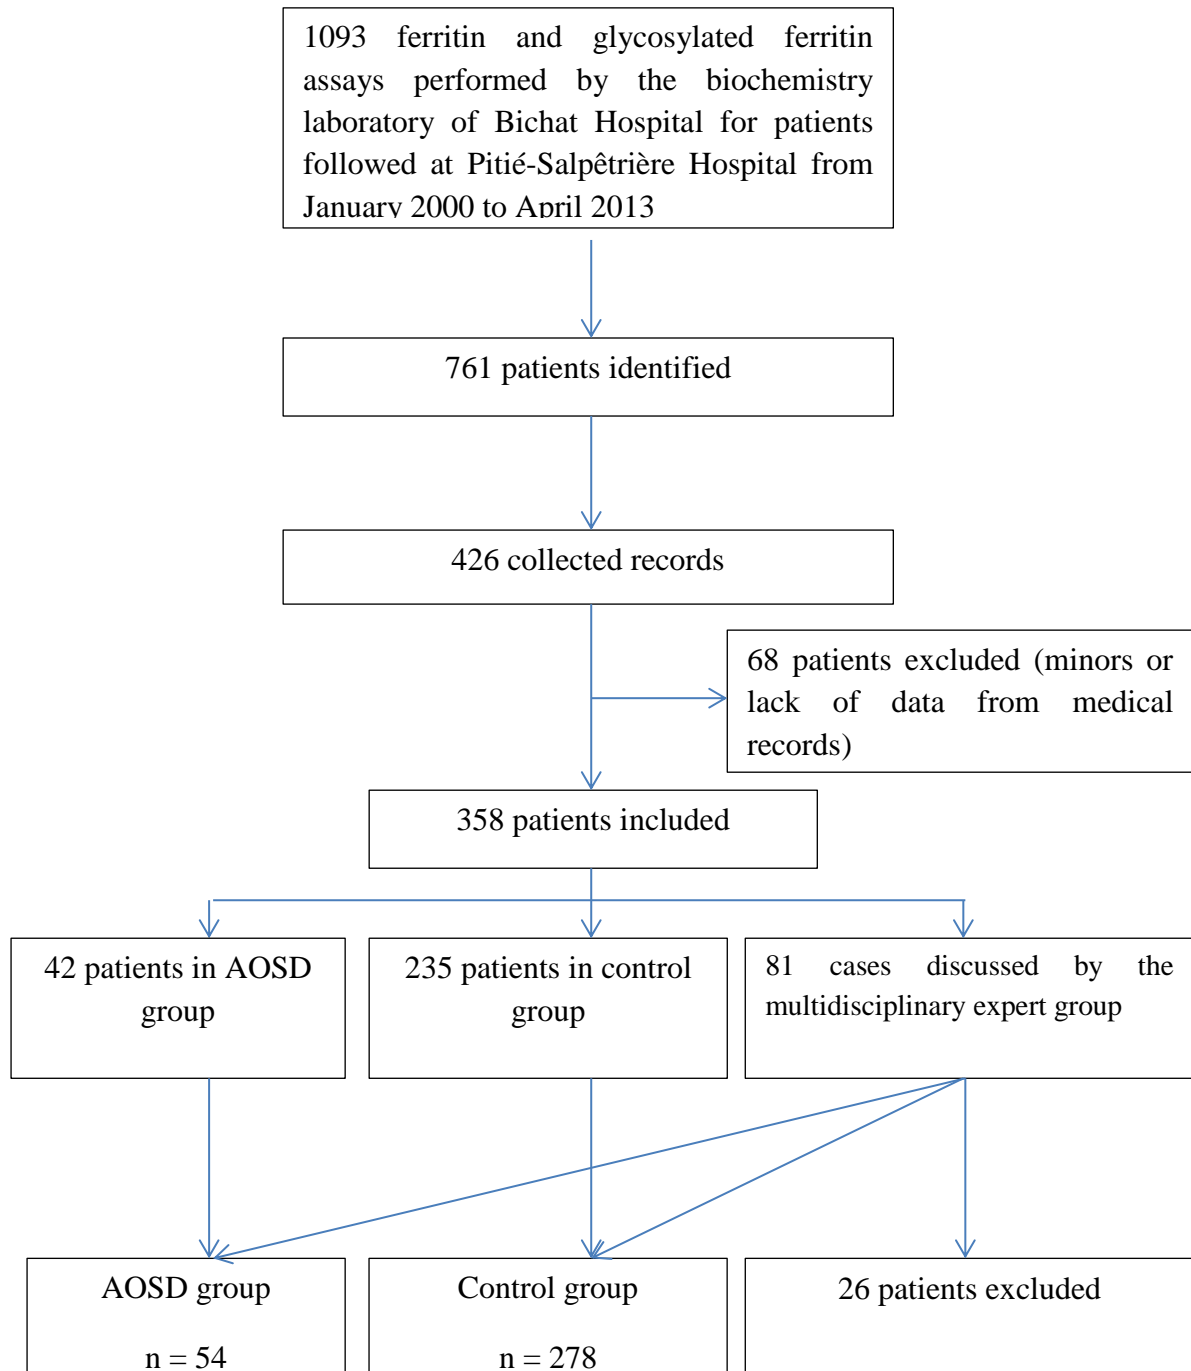 1093 ferritin and glycosylated ferritin
assays performed by the biochemistry
laboratory of Bichat Hospital for patients
followed at Pitié-Salpêtrière Hospital from
January 2000 to April 2013
761 patients identified
426 collected records
68 patients excluded (minors or
lack of data from medical
records)
358 patients included
42 patients in AOSD
group
235 patients in control
group
81 cases discussed by the
multidisciplinary expert group
AOSD group
n = 54
Control group
n = 278
26 patients excluded